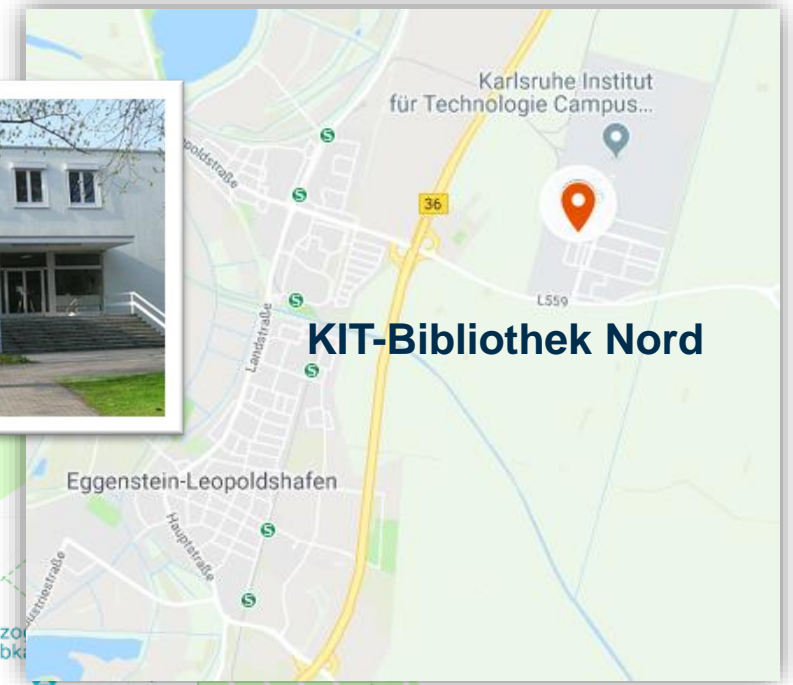 Karlsruhe Institut
für Technologie Campus...
S
S
36
L559
S
Landstraße
KIT-Bibliothek Nord
S
Eggenstein-Leopoldshafen
Hauptstraße
S
S